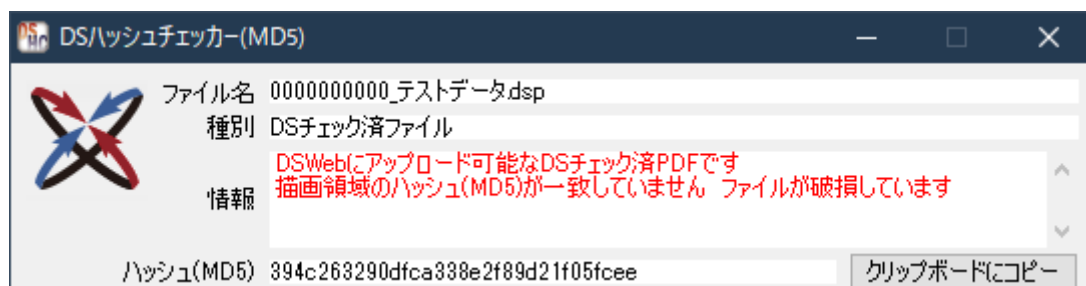 DSハッシュチェッカー(MD5)
ファイル名 0000000000_テストデータ.dsp
種別 DSチェック済ファイル
DSWebにアップロード可能なDSチェック済PDFです
情報 描画領域のハッシュ(MD5)が一致していません ファイルが破損しています
ハッシュ(MD5) 394c263290dfca338e2f89d21f05fcee クリップボードにコピー